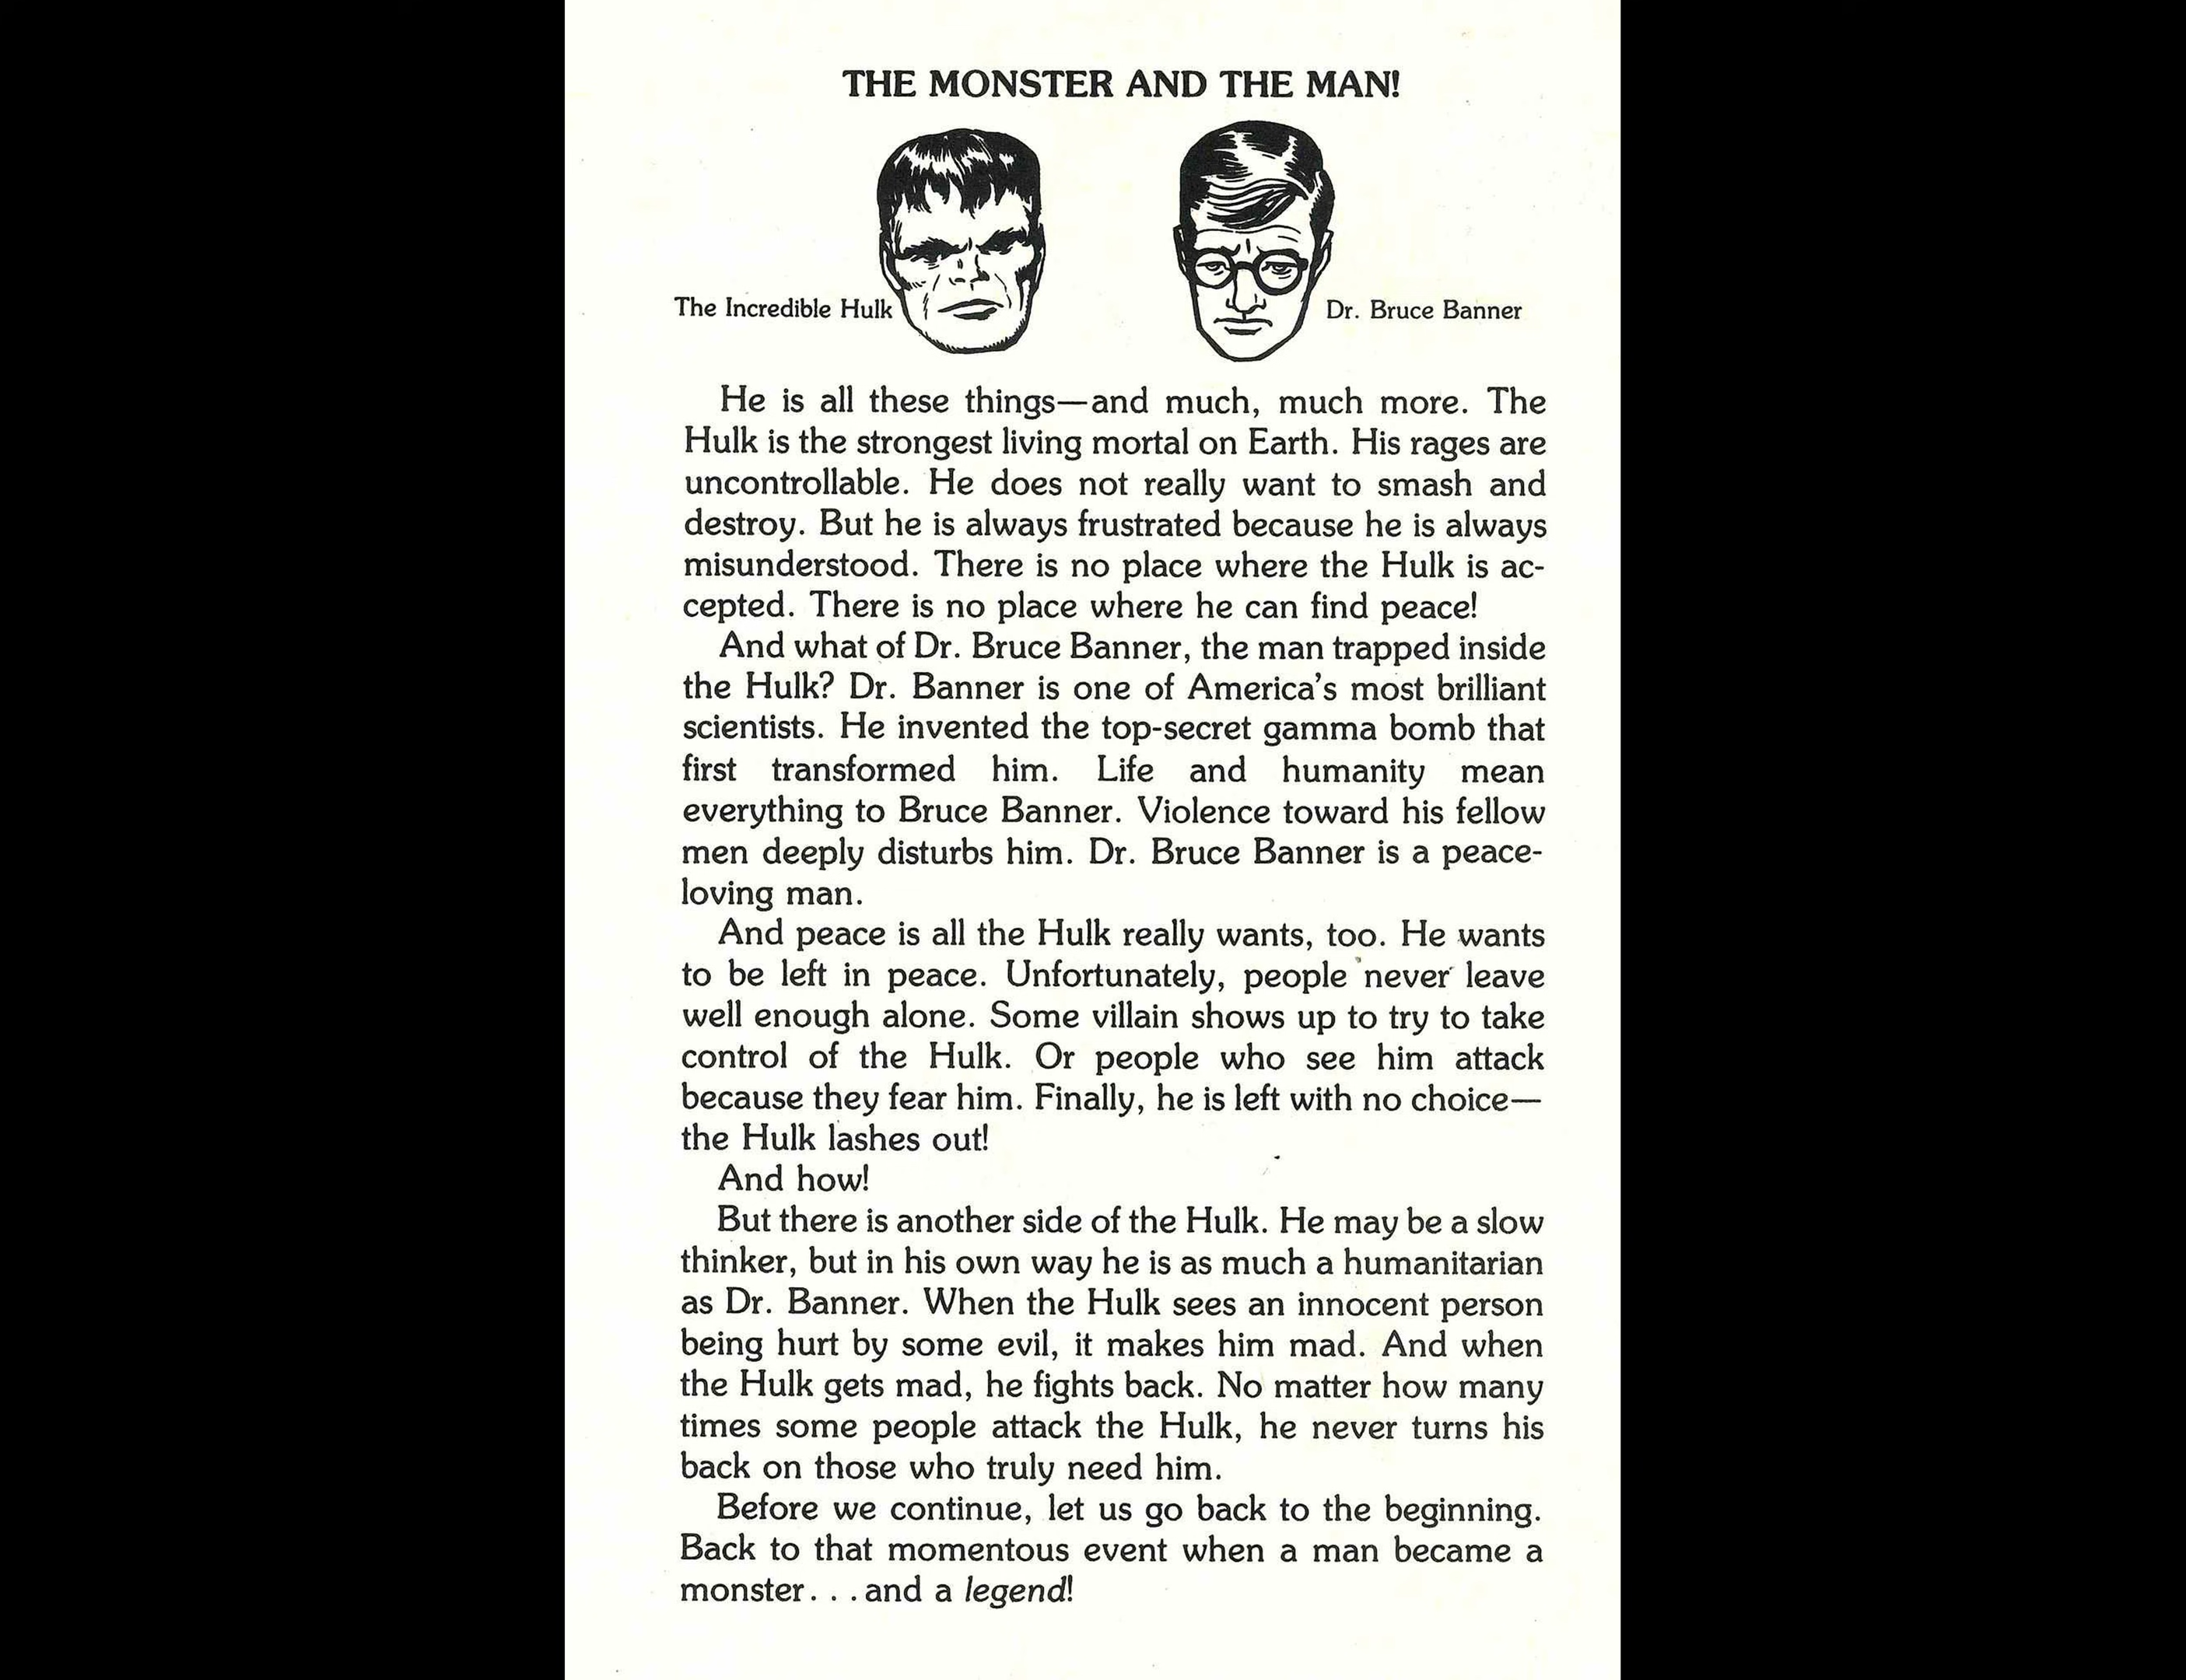 THE MONSTER AND THE MAN!
The Incredible Hulk
Dr. Bruce Banner
He is all these things—and much, much more. The
Hulk is the strongest living mortal on Earth. His rages are
uncontrollable. He does not really want to smash and
destroy. But he is always frustrated because he is always
misunderstood. There is no place where the Hulk is ac-
cepted. There is no place where he can find peace!
And what of Dr. Bruce Banner, the man trapped inside
the Hulk? Dr. Banner is one of America's most brilliant
scientists. He invented the top-secret gamma bomb that
first transformed him. Life and humanity mean
everything to Bruce Banner. Violence toward his fellow
men deeply disturbs him. Dr. Bruce Banner is a peace-
loving man.
And peace is all the Hulk really wants, too. He wants
to be left in peace. Unfortunately, people never leave
well enough alone. Some villain shows up to try to take
control of the Hulk. Or people who see him attack
because they fear him. Finally, he is left with no choice—
the Hulk lashes out!
And how!
But there is another side of the Hulk. He may be a slow
thinker, but in his own way he is as much a humanitarian
as Dr. Banner. When the Hulk sees an innocent person
being hurt by some evil, it makes him mad. And when
the Hulk gets mad, he fights back. No matter how many
times some people attack the Hulk, he never turns his
back on those who truly need him.
Before we continue, let us go back to the beginning.
Back to that momentous event when a man became a
monster. . . and a legend!